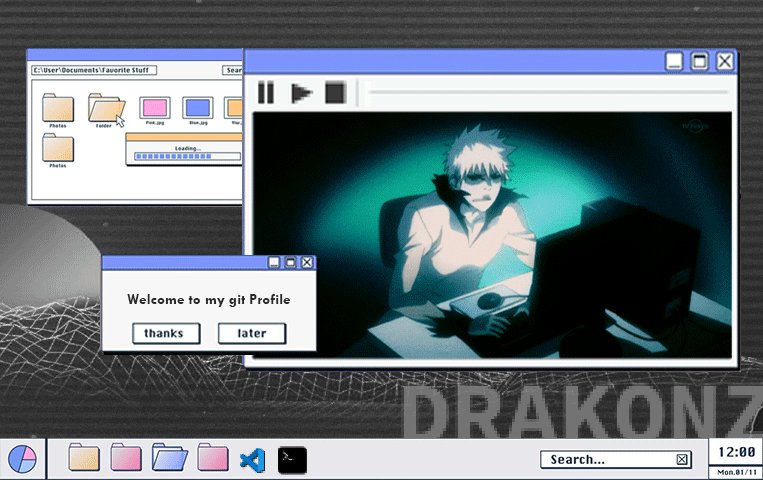 C:\User\Documents\Favorite Stuff
Sear
Photos
Folder
Pink.jpg
Blue.jpg
Loading...
Photos
Welcome to my git Profile
thanks
later
DRAKONZ
Search...
12:00
Mon.01/11